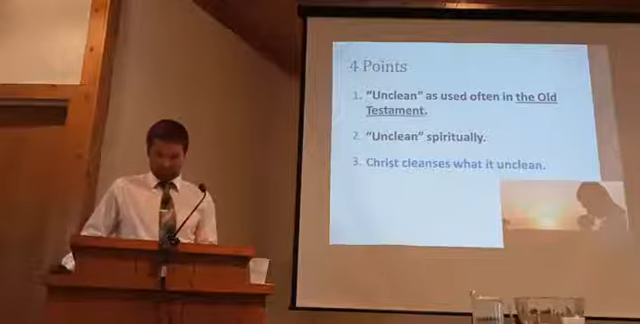 4 Points
1. “Unclean” as used often in the Old
Testament.
2. “Unclean” spiritually.
3. Christ cleanses what it unclean.